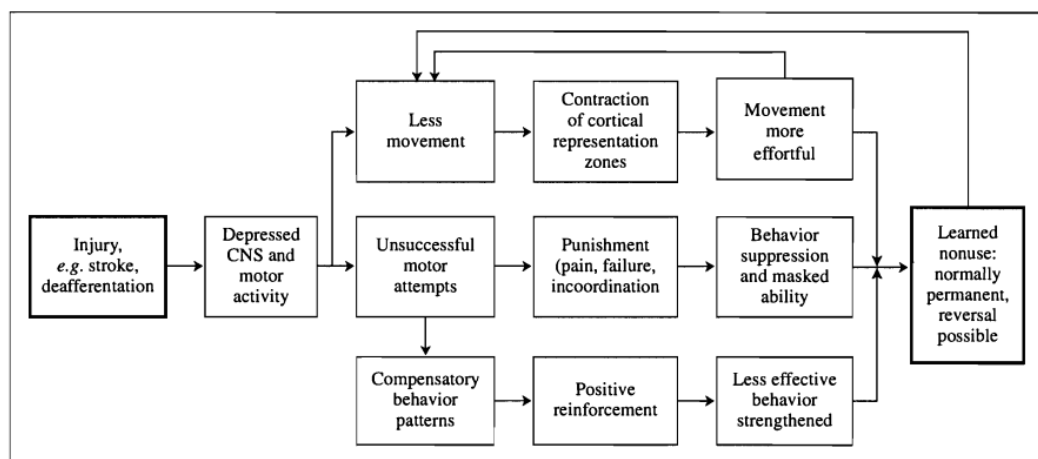 Less
movement
Contraction
of cortical
representation
zones
Movement
more
effortful
Injury,
e.g. stroke,
deafferentation
Depressed
CNS and
motor
activity
Unsuccessful
motor
attempts
Punishment
(pain, failure,
incoordination
Behavior
suppression
and masked
ability
Learned
nonuse:
normally
permanent,
reversal
possible
Compensatory
behavior
patterns
Positive
reinforcement
Less effective
behavior
strengthened